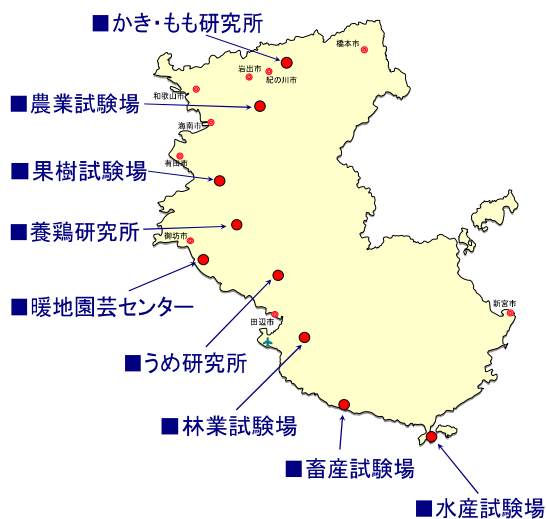 ■かき・もも研究所
橋本市
岩出市
紀の川市
和歌山市
■農業試験場
海南市
有田市
■果樹試験場
■養鶏研究所
御坊市
■暖地園芸センター
新宮市
田辺市
■うめ研究所
■林業試験場
■畜産試験場
■水産試験場